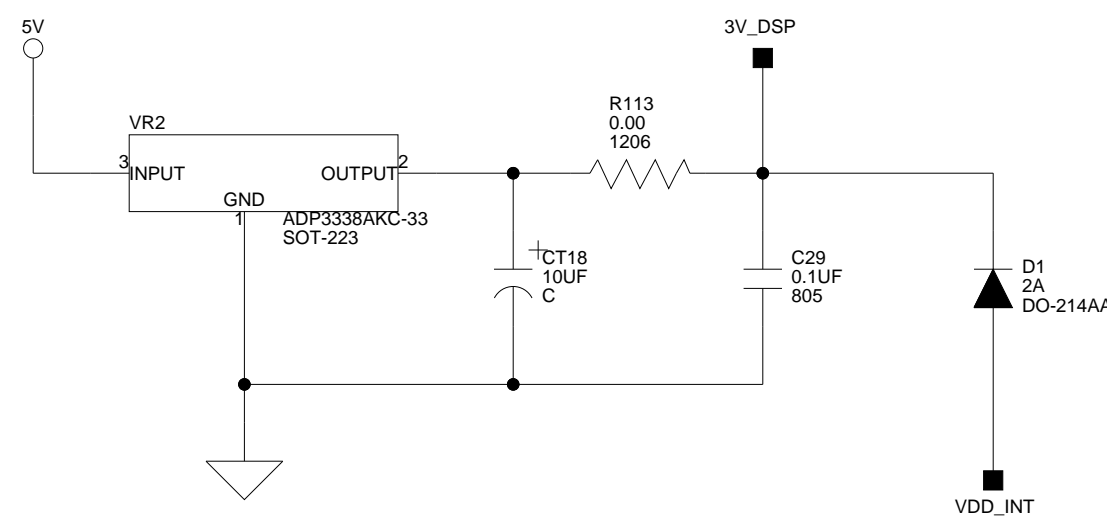 5V
3V_DSP
R113
0.00
1206
VR2
3
INPUT
OUTPUT
2
GND
1
ADP3338AKC-33
SOT-223
CT18
10UF
C
C29
0.1UF
805
D1
2A
DO-214AA
VDD_INT